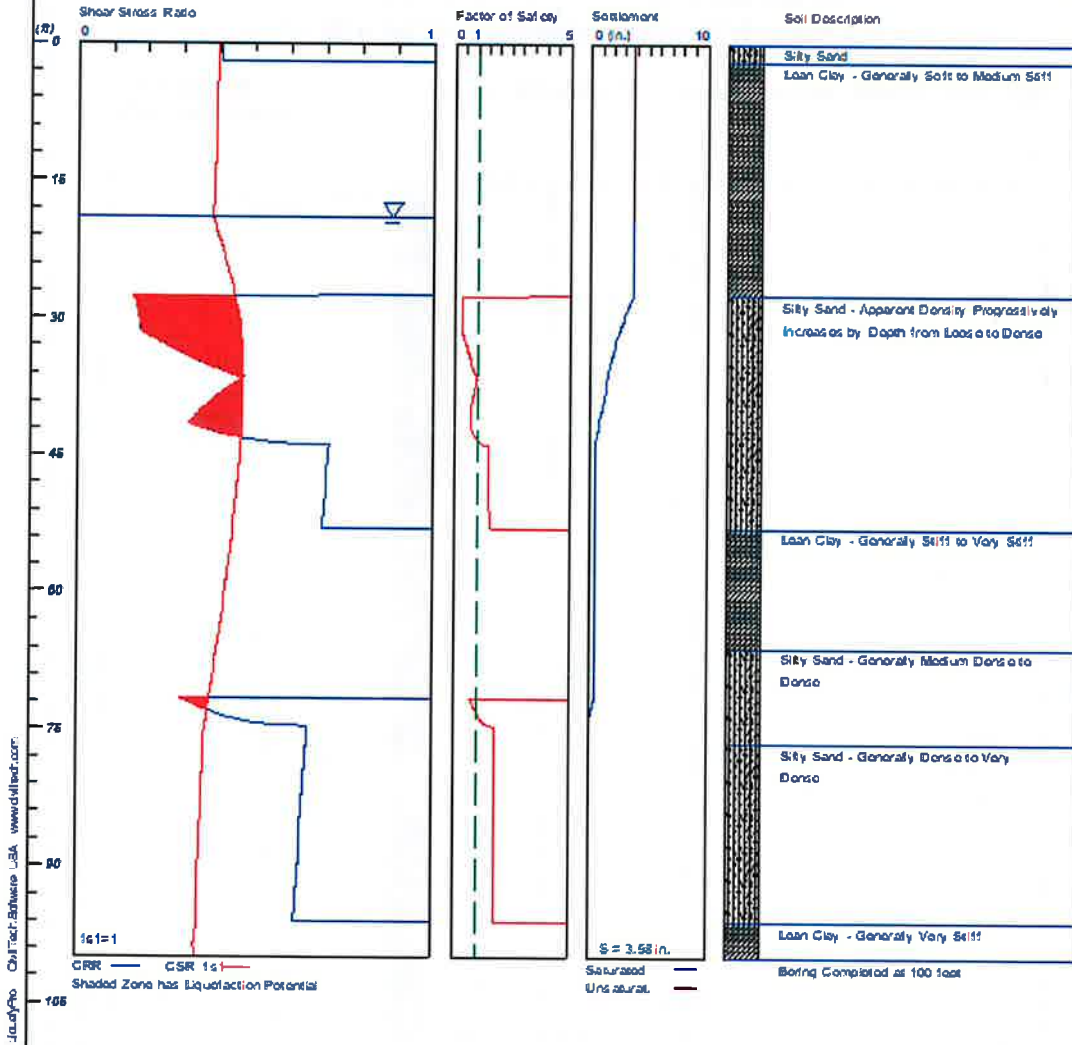 Shear Stress Ratio
Factor of Safety
Settlement
Soil Description
(ft)
0
1
0 1
5
0 (in.)
10
0
15
30
45
60
75
90
105
Silty Sand
Lean Clay - Generally Soft to Medium Stiff
Silty Sand - Apparent Density Progressively
Increases by Depth from Loose to Dense
Lean Clay - Generally Stiff to Very Stiff
Silty Sand - Generally Medium Dense to
Dense
Silty Sand - Generally Dense to Very
Dense
Lean Clay - Generally Very Stiff
fs1=1
S = 3.58 in.
CRR
CSR fs1
Shaded Zone has Liquefaction Potential
Saturated
Unsaturat.
Boring Completed at 100 feet
LiquefyPro CivilTech Software USA www.civiltech.com